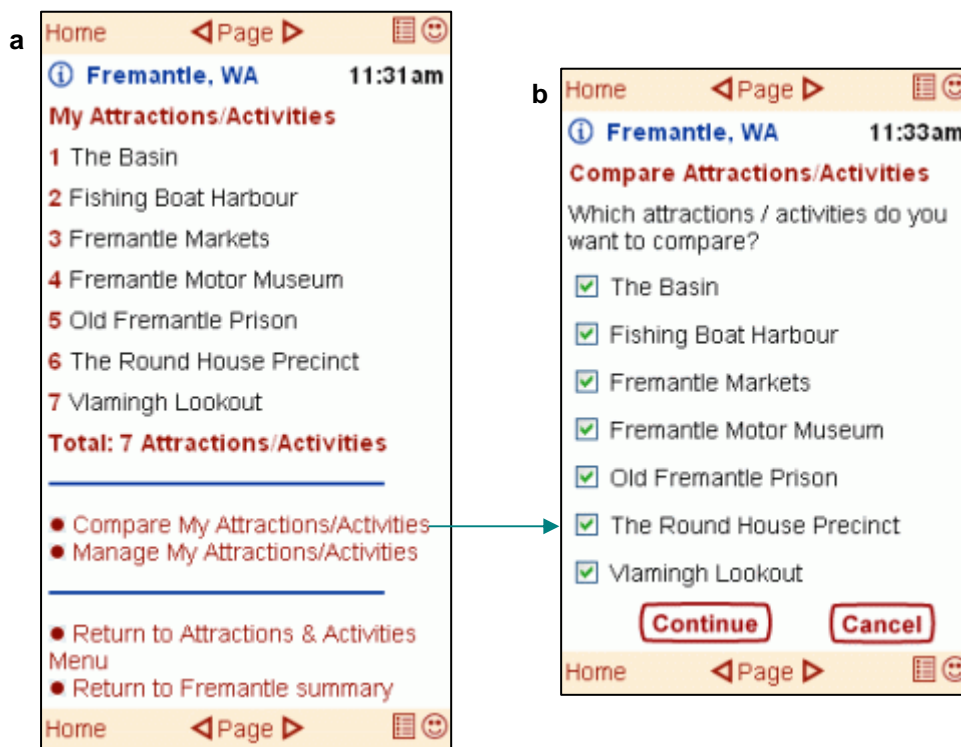 a
Home Page
Fremantle, WA 11:31am
My Attractions/Activities
1 The Basin
2 Fishing Boat Harbour
3 Fremantle Markets
4 Fremantle Motor Museum
5 Old Fremantle Prison
6 The Round House Precinct
7 Vlamingh Lookout
Total: 7 Attractions/Activities
● Compare My Attractions/Activities
● Manage My Attractions/Activities
● Return to Attractions & Activities
Menu
● Return to Fremantle summary
Home Page
b
Home Page
Fremantle, WA 11:33am
Compare Attractions/Activities
Which attractions / activities do you
want to compare?
The Basin
Fishing Boat Harbour
Fremantle Markets
Fremantle Motor Museum
Old Fremantle Prison
The Round House Precinct
Vlamingh Lookout
Continue Cancel
Home Page